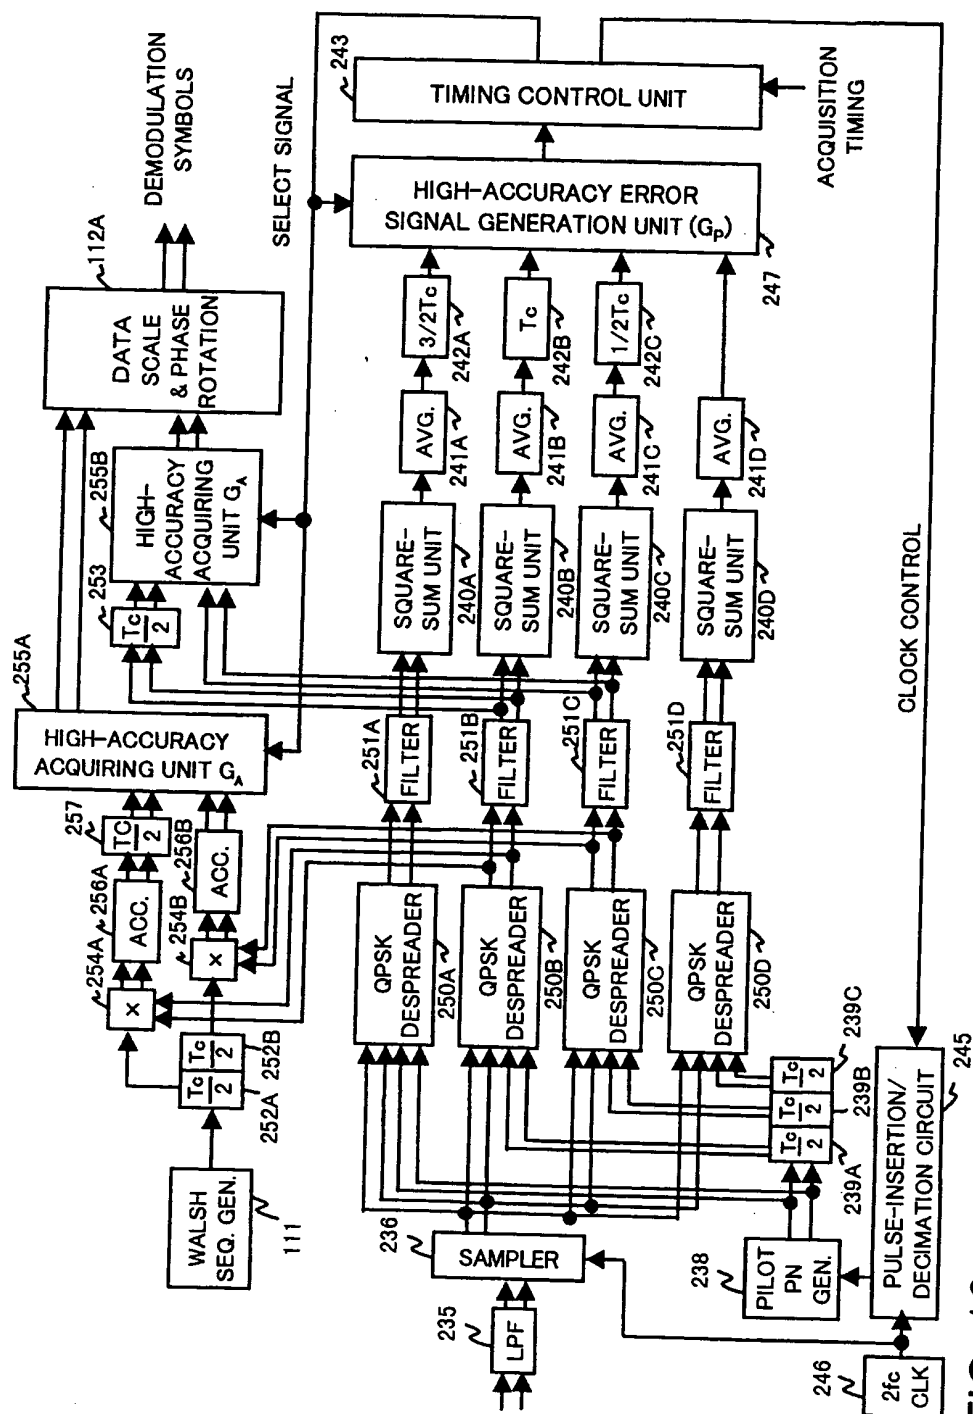 WALSH
SEQ. GEN.
111
Tc
2
Tc
2
252A
252B
×
254A
×
254B
ACC.
256A
ACC.
256B
TC
2
257
HIGH-ACCURACY
ACQUIRING UNIT GA
255A
Tc
2
253
HIGH-
ACCURACY
ACQUIRING
UNIT GA
255B
DATA
SCALE
& PHASE
ROTATION
112A
DEMODULATION
SYMBOLS
LPF
235
SAMPLER
236
QPSK
DESPREADER
250A
QPSK
DESPREADER
250B
QPSK
DESPREADER
250C
QPSK
DESPREADER
250D
FILTER
251A
FILTER
251B
FILTER
251C
FILTER
251D
SQUARE-
SUM UNIT
240A
SQUARE-
SUM UNIT
240B
SQUARE-
SUM UNIT
240C
SQUARE-
SUM UNIT
240D
AVG.
241A
AVG.
241B
AVG.
241C
AVG.
241D
3/2Tc
242A
Tc
242B
1/2Tc
242C
HIGH-ACCURACY ERROR
SIGNAL GENERATION UNIT (GP)
247
SELECT SIGNAL
TIMING CONTROL UNIT
243
ACQUISITION
TIMING
PILOT
PN
GEN.
238
Tc
2
Tc
2
Tc
2
239A
239B
239C
2fc
CLK
246
PULSE-INSERTION/
DECIMATION CIRCUIT
245
CLOCK CONTROL